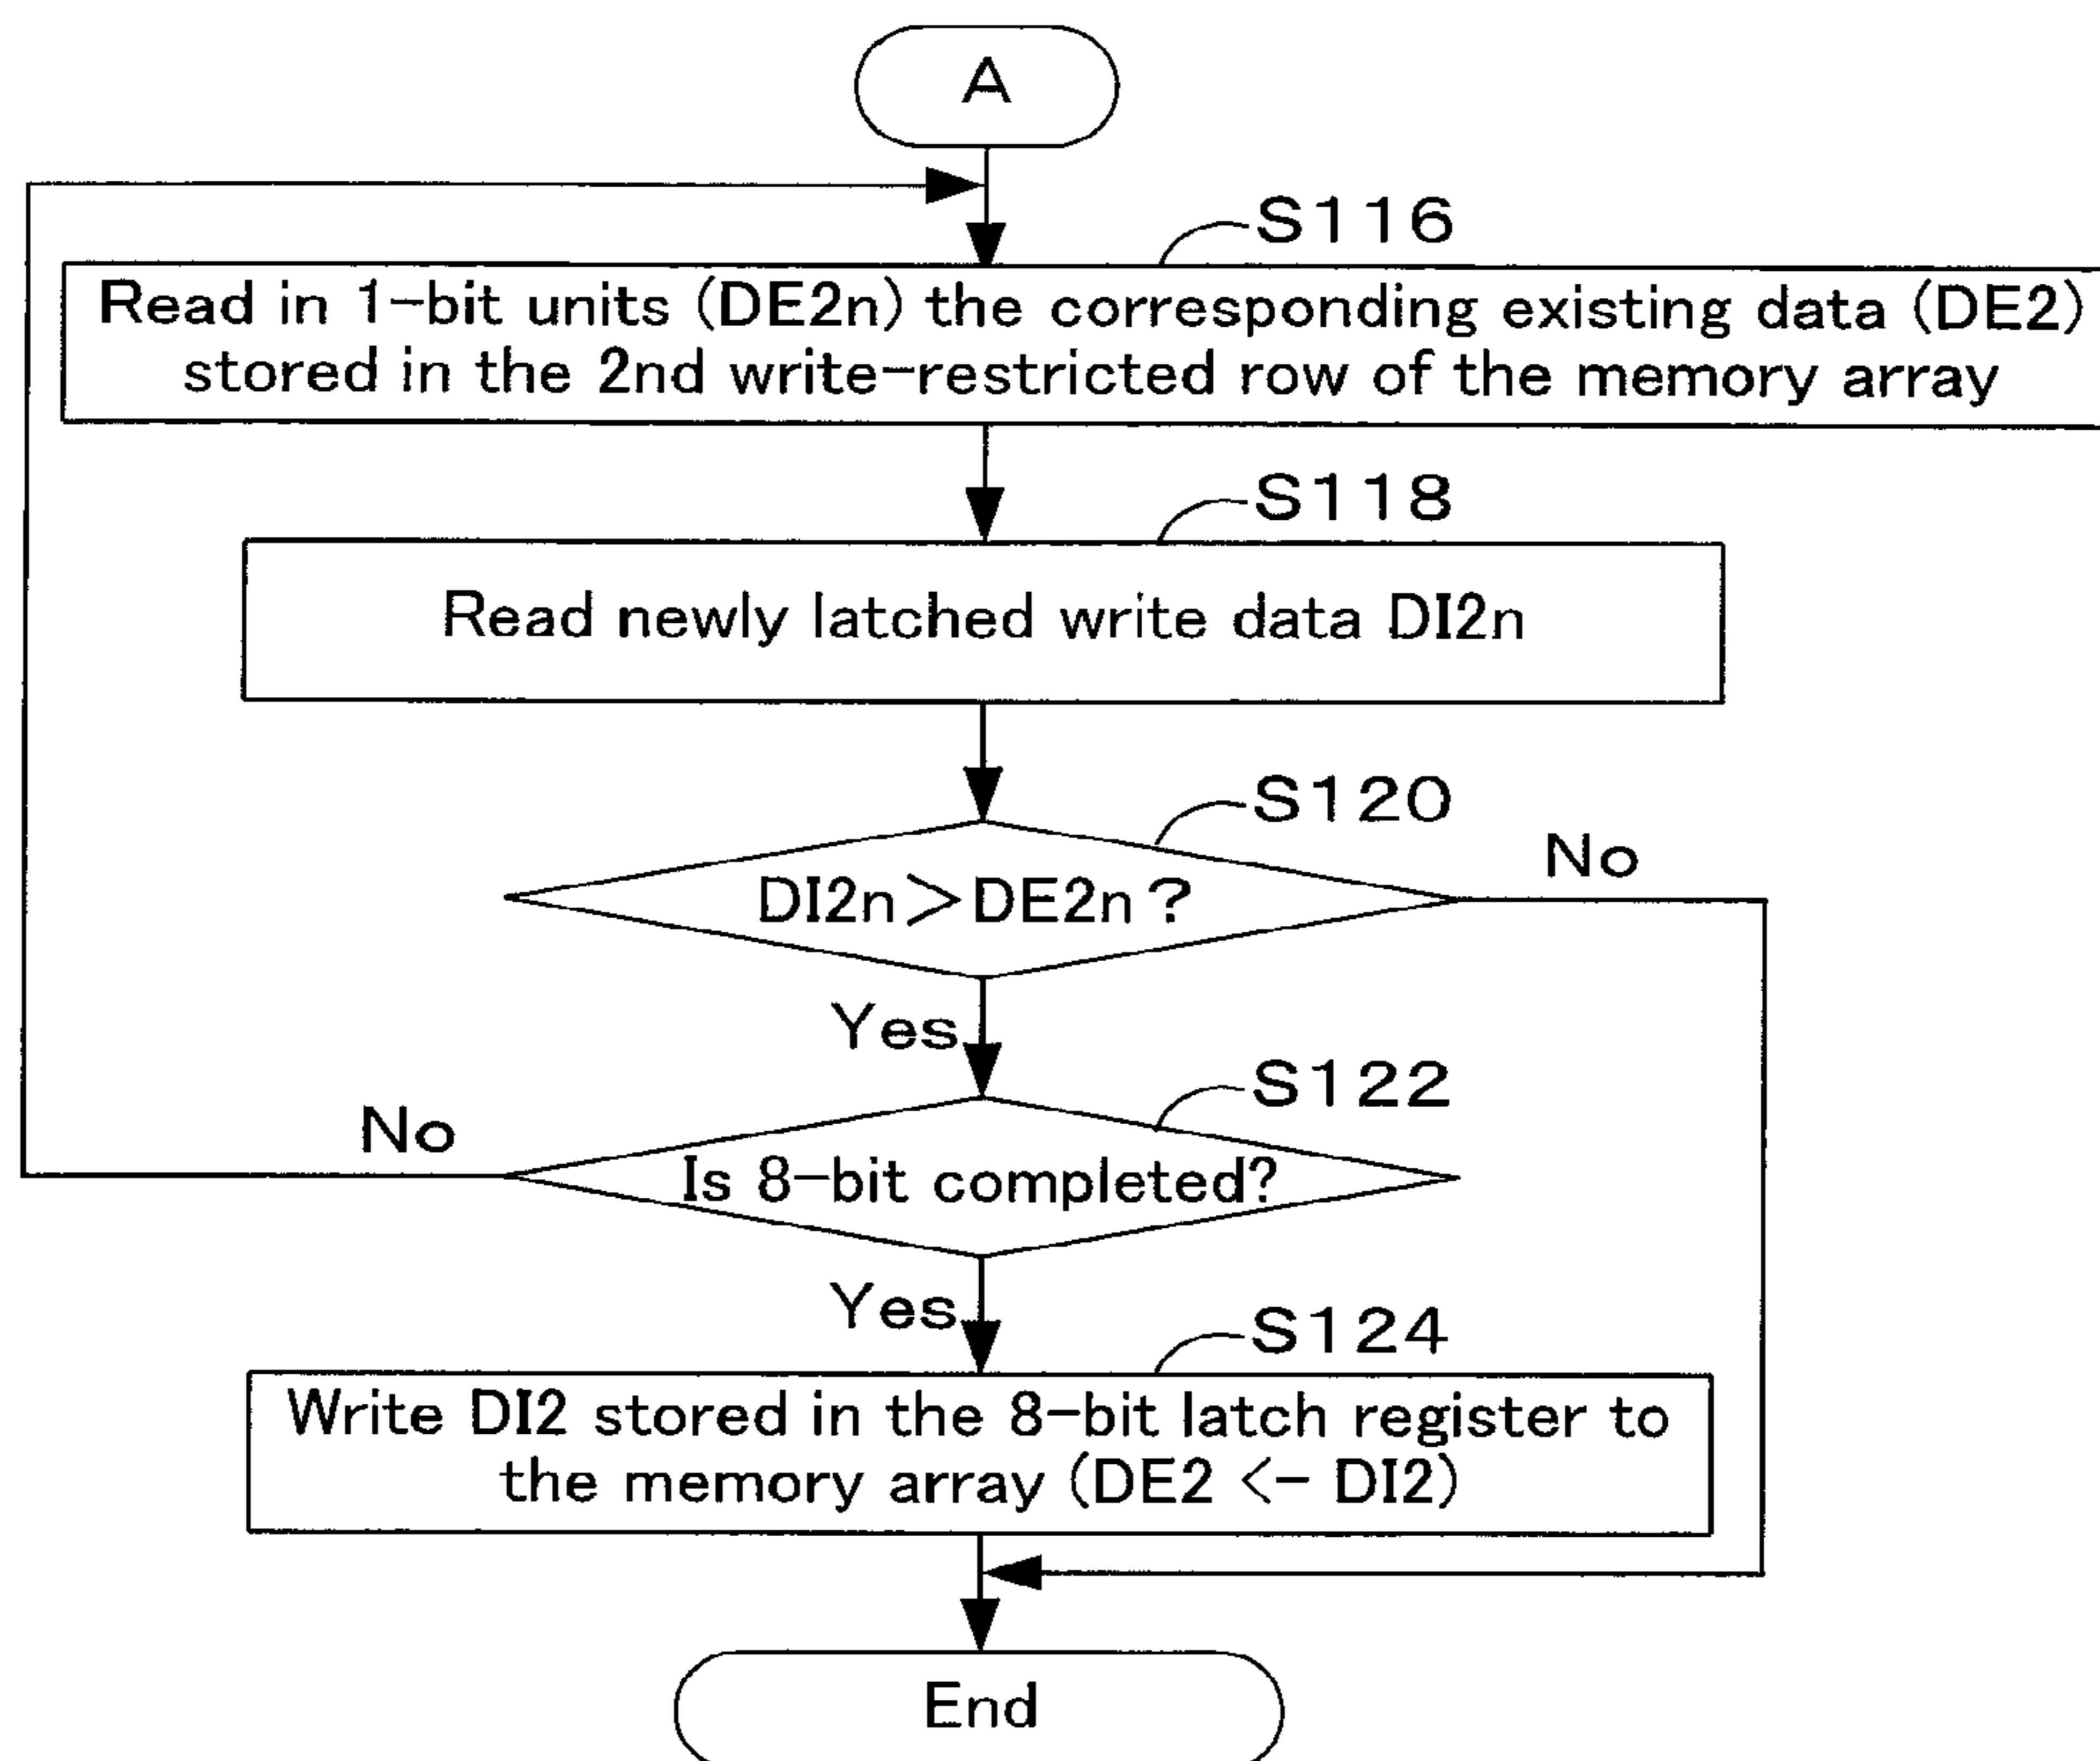 A
S116
Read in 1-bit units (DE2n) the corresponding existing data (DE2)
stored in the 2nd write-restricted row of the memory array
S118
Read newly latched write data DI2n
S120
No
DI2n>DE2n?
Yes
S122
No
Is 8-bit completed?
Yes
S124
Write DI2 stored in the 8-bit latch register to
the memory array (DE2 <- DI2)
End